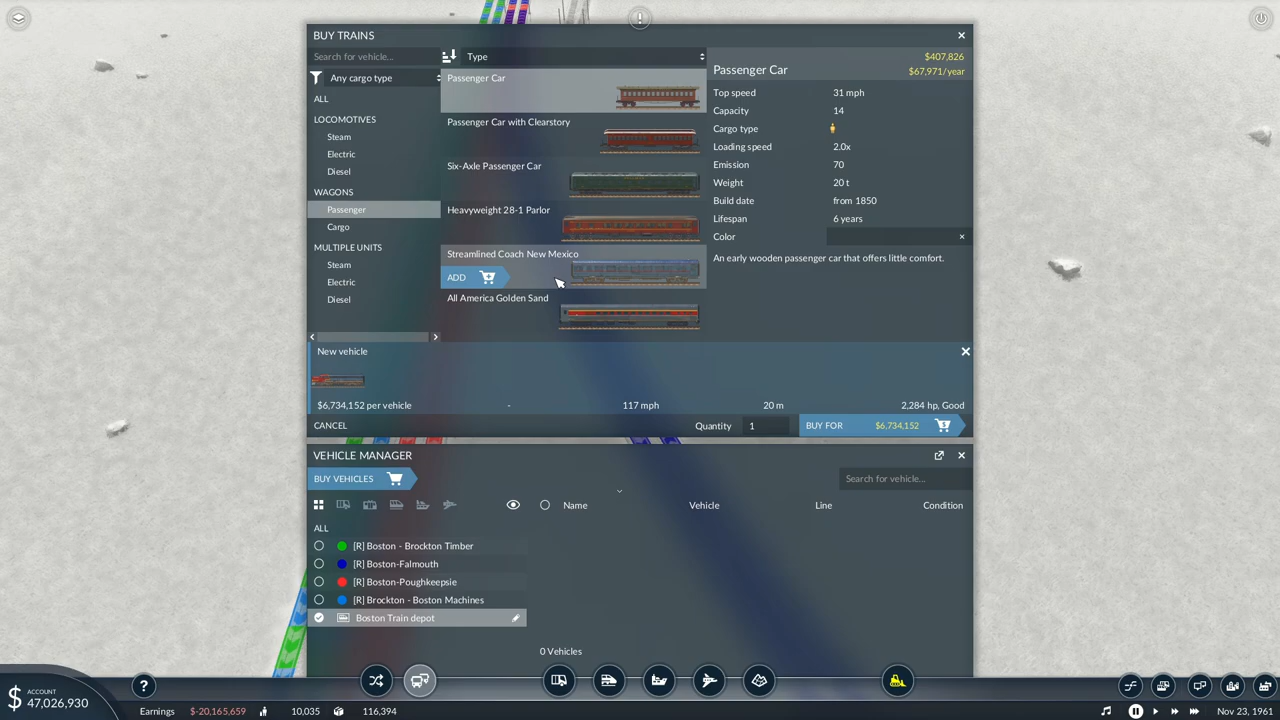 BUY TRAINS
Search for vehicle...
Type
$407,826
$67,971/year
Any cargo type
ALL
LOCOMOTIVES
Steam
Electric
Diesel
WAGONS
Passenger
Cargo
MULTIPLE UNITS
Steam
Electric
Diesel
Passenger Car
Passenger Car with Clearstory
Six-Axle Passenger Car
Heavyweight 28-1 Parlor
Streamlined Coach New Mexico
ADD
All America Golden Sand
Passenger Car
Top speed 31 mph
Capacity 14
Cargo type
Loading speed 2.0x
Emission 70
Weight 20 t
Build date from 1850
Lifespan 6 years
Color
An early wooden passenger car that offers little comfort.
New vehicle
$6,734,152 per vehicle - 117 mph 20 m 2,284 hp, Good
CANCEL Quantity 1 BUY FOR $6,734,152
VEHICLE MANAGER
BUY VEHICLES Search for vehicle...
Name Vehicle Line Condition
ALL
[R] Boston - Brockton Timber
[R] Boston-Falmouth
[R] Boston-Poughkeepsie
[R] Brockton - Boston Machines
Boston Train depot
0 Vehicles
$ ACCOUNT
47,026,930
?
Earnings $-20,165,659 10,035 116,394 Nov 23, 1961